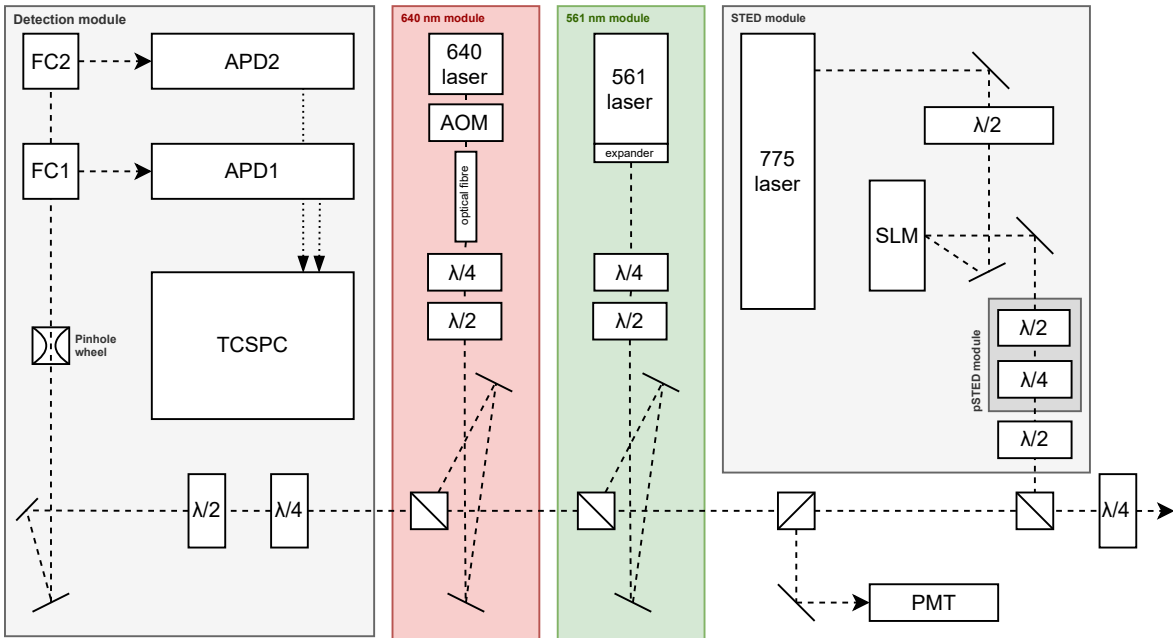 Detection module
FC2
APD2
FC1
APD1
TCSPC
Pinhole
wheel
λ/2
λ/4
640 nm module
640
laser
AOM
optical fibre
λ/4
λ/2
561 nm module
561
laser
expander
λ/4
λ/2
STED module
775
laser
λ/2
SLM
pSTED module
λ/2
λ/4
λ/2
λ/4
PMT